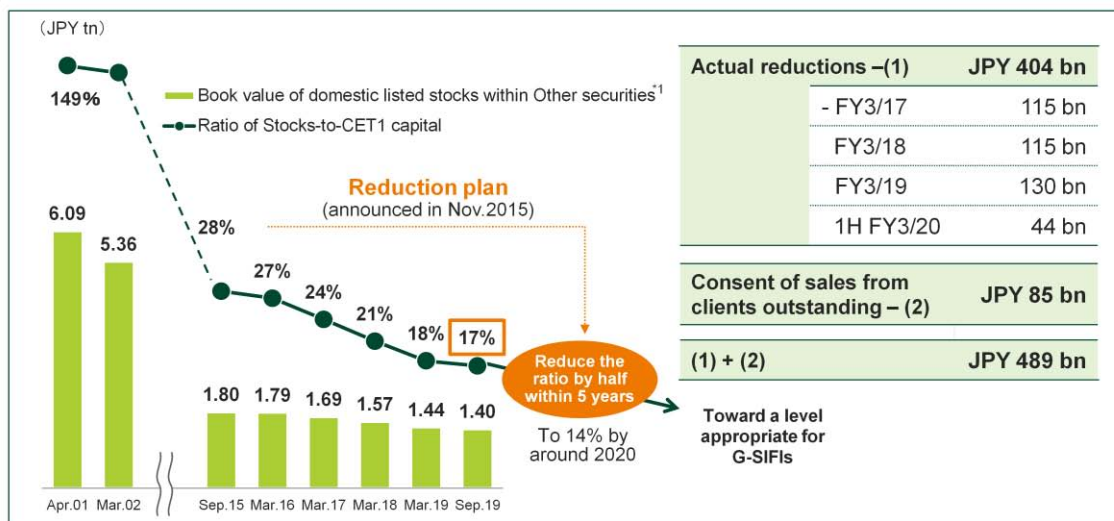 (JPY tn)
149%
Book value of domestic listed stocks within Other securities*1
Ratio of Stocks-to-CET1 capital
Reduction plan
(announced in Nov.2015)
6.09
5.36
28%
27%
24%
21%
18%
17%
1.80
1.79
1.69
1.57
1.44
1.40
Reduce the
ratio by half
within 5 years
To 14% by
around 2020
Toward a level
appropriate for
G-SIFIs
Apr.01 Mar.02 Sep.15 Mar.16 Mar.17 Mar.18 Mar.19 Sep.19
Actual reductions –(1) JPY 404 bn
- FY3/17 115 bn
FY3/18 115 bn
FY3/19 130 bn
1H FY3/20 44 bn
Consent of sales from
clients outstanding – (2) JPY 85 bn
(1) + (2) JPY 489 bn